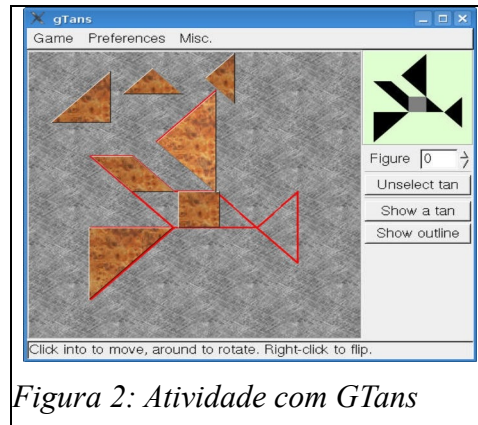 gTans
Game Preferences Misc.
Figure 0
Unselect tan
Show a tan
Show outline
Click into to move, around to rotate. Right-click to flip.
Figura 2: Atividade com GTans